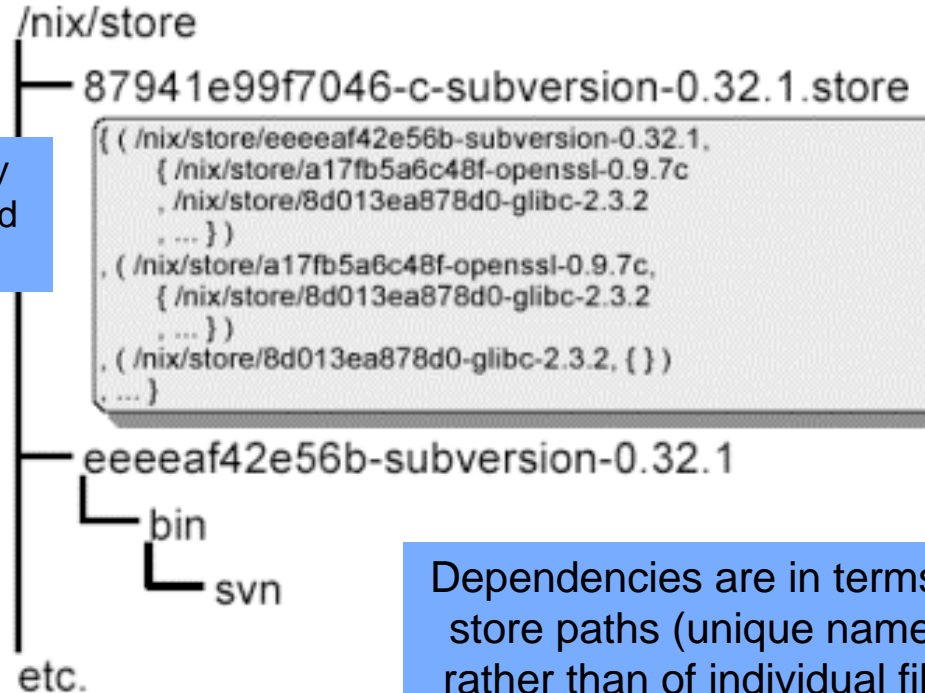 /nix/store
87941e99f7046-c-subversion-0.32.1.store
{ ( /nix/store/eeeeaf42e56b-subversion-0.32.1,
{ /nix/store/a17fb5a6c48f-openssl-0.9.7c
, /nix/store/8d013ea878d0-glibc-2.3.2
, ... } )
, ( /nix/store/a17fb5a6c48f-openssl-0.9.7c,
{ /nix/store/8d013ea878d0-glibc-2.3.2
, ... } )
, ( /nix/store/8d013ea878d0-glibc-2.3.2, { } )
, ... }
eeeeaf42e56b-subversion-0.32.1
bin
svn
Dependencies are in terms
store paths (unique name
rather than of individual fil
etc.